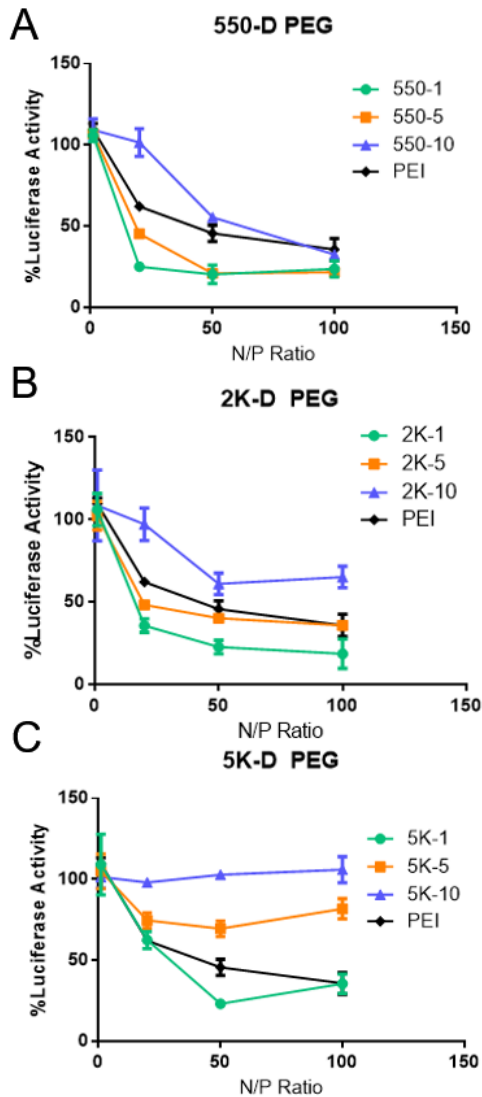 A
550-D PEG
%Luciferase Activity
150
100
50
0
0
50
100
150
N/P Ratio
550-1
550-5
550-10
PEI
B
2K-D PEG
%Luciferase Activity
150
100
50
0
0
50
100
150
N/P Ratio
2K-1
2K-5
2K-10
PEI
C
5K-D PEG
%Luciferase Activity
150
100
50
0
0
50
100
150
N/P Ratio
5K-1
5K-5
5K-10
PEI